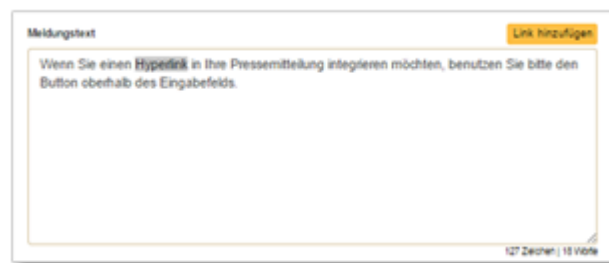 Meldungstext
Link hinzufügen
Wenn Sie einen Hyperlink in Ihre Pressemitteilung integrieren möchten, benutzen Sie bitte den
Button oberhalb des Eingabefelds.
127 Zeichen | 18 Worte